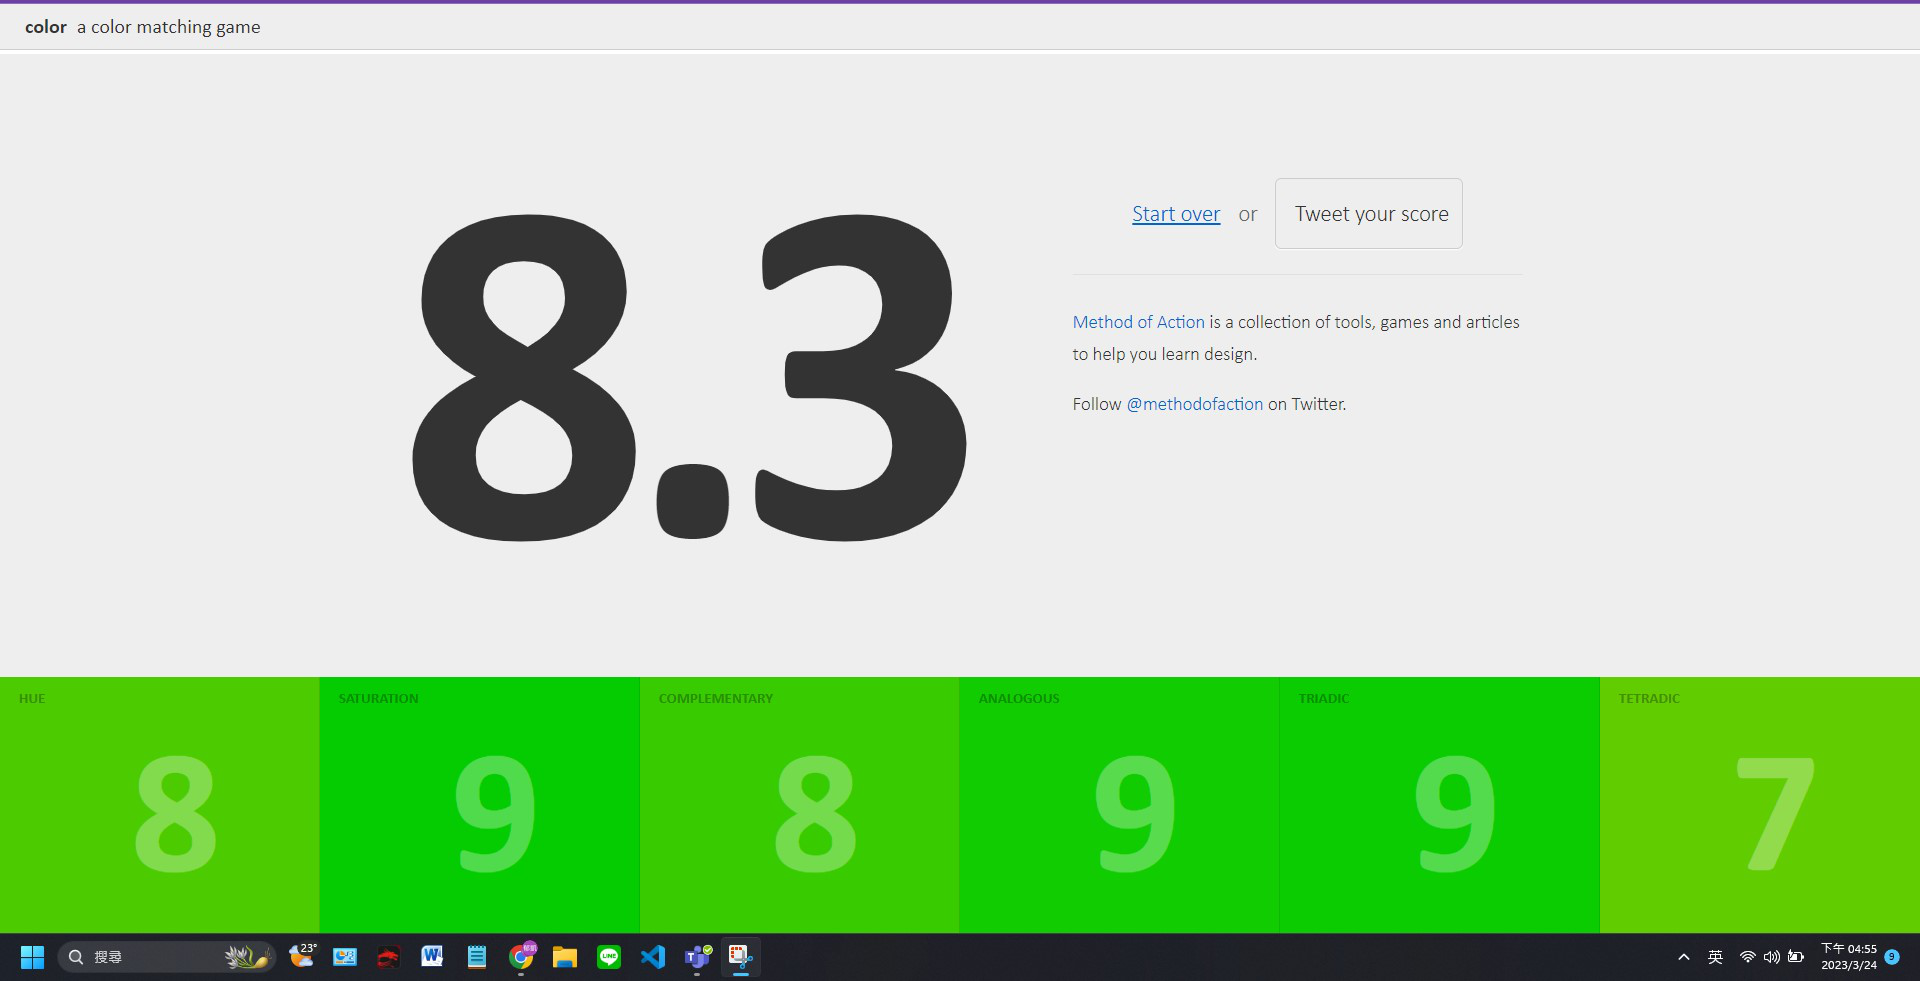 color a color matching game
8.3
Start over or Tweet your score
Method of Action is a collection of tools, games and articles
to help you learn design.
Follow @methodofaction on Twitter.
HUE
8
SATURATION
9
COMPLEMENTARY
8
ANALOGOUS
9
TRIADIC
9
TETRADIC
7
搜尋
23°
英
下午 04:55
2023/3/24
9